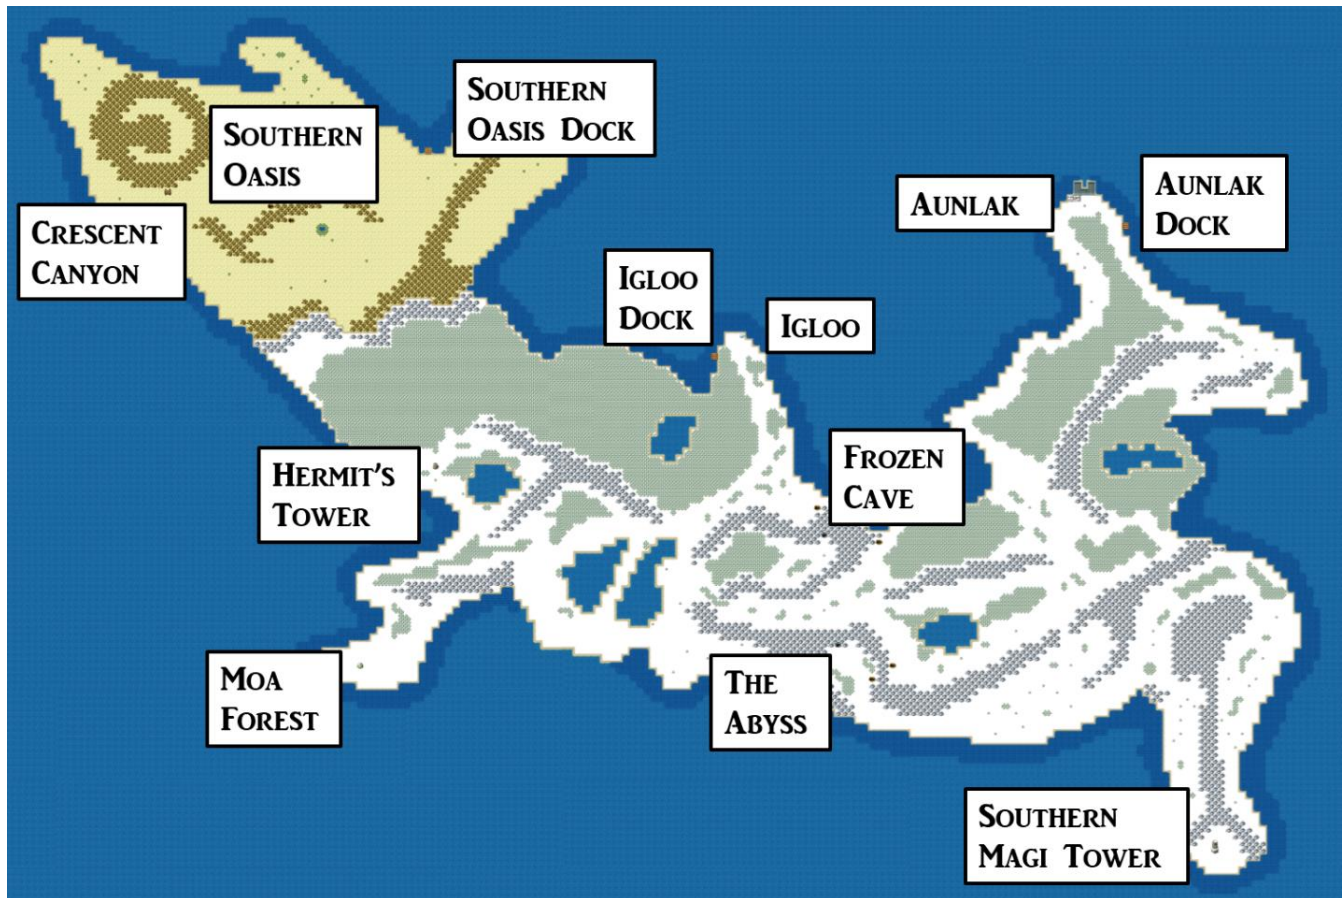 Southern
Oasis Dock
Southern
Oasis
Aunlak
Aunlak
Dock
Crescent
Canyon
Igloo
Dock
Igloo
Hermit's
Tower
Frozen
Cave
Moa
Forest
The
Abyss
Southern
Magi Tower